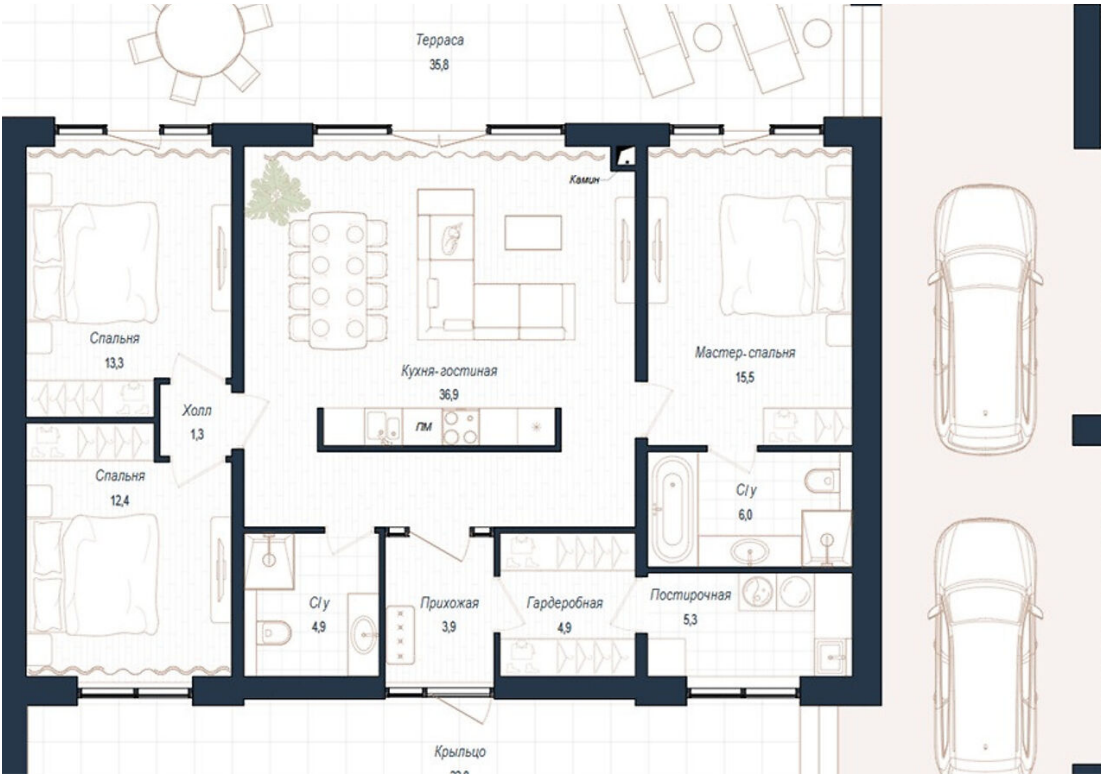 Терраса
35,8
Камин
Спальня
13,3
Кухня-гостиная
36,9
Мастер-спальня
15,5
Холл
1,3
ПМ
Спальня
12,4
С/у
6,0
С/у
4,9
Прихожая
3,9
Гардеробная
4,9
Постирочная
5,3
Крыльцо